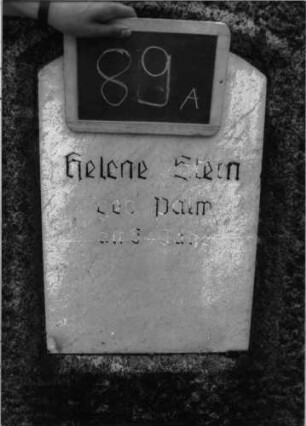 89 A
Helene Stern
geb Palm